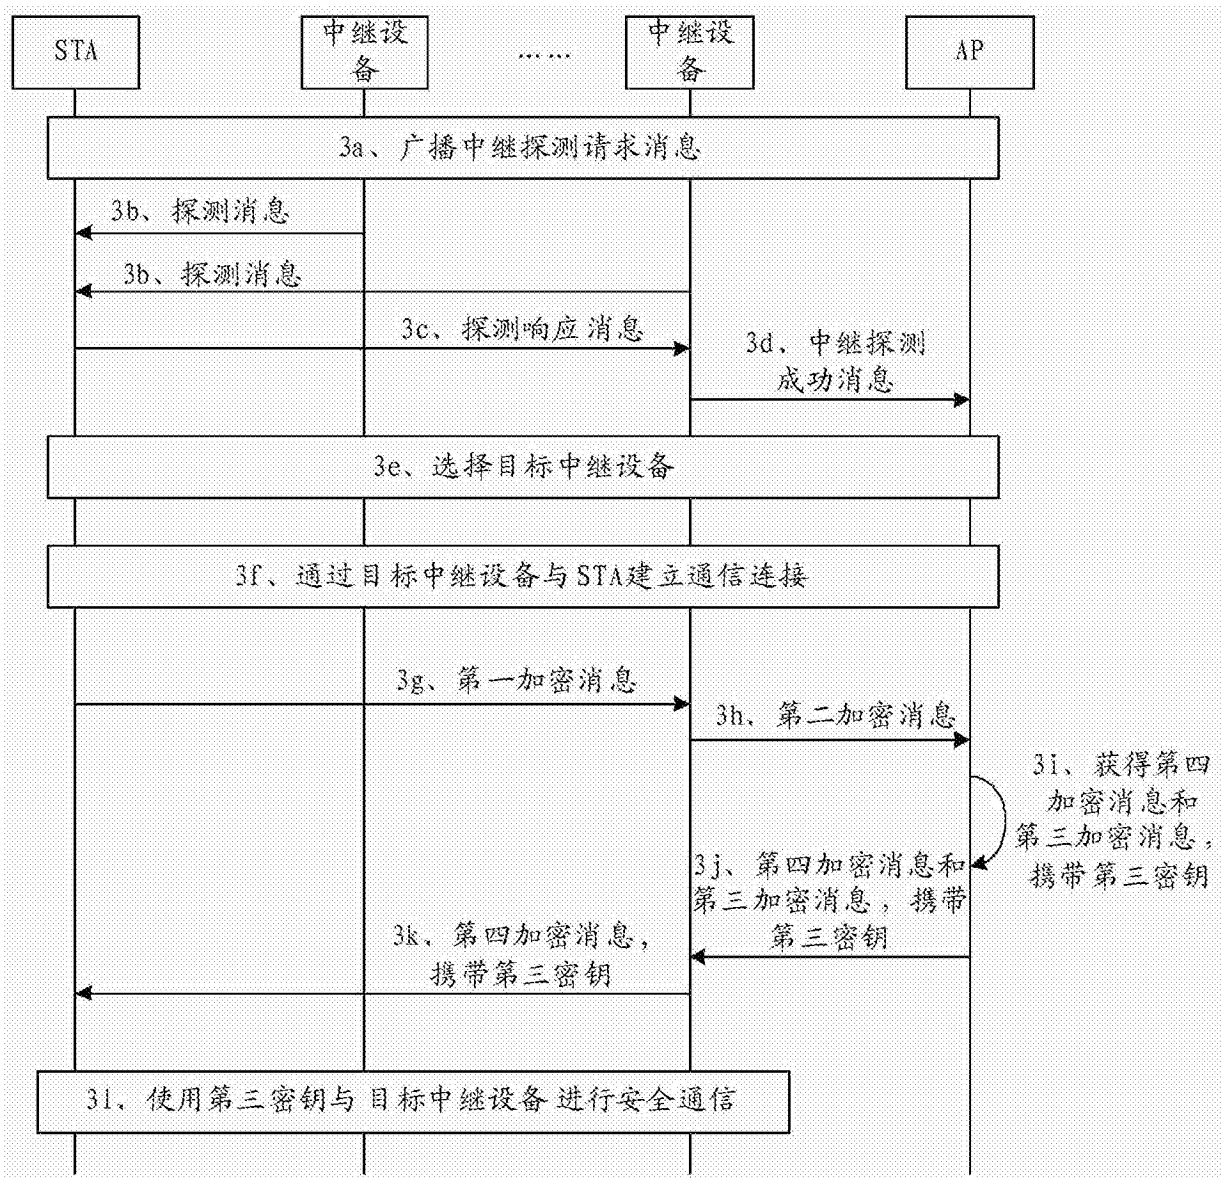 STA
中继设
备
……
中继设
备
AP
3a、广播中继探测请求消息
3b、探测消息
3b、探测消息
3c、探测响应消息
3d、中继探测
成功消息
3e、选择目标中继设备
3f、通过目标中继设备与STA建立通信连接
3g、第一加密消息
3h、第二加密消息
3i、获得第四
加密消息和
第三加密消息，
携带第三密钥
3j、第四加密消息和
第三加密消息，携带
第三密钥
3k、第四加密消息，
携带第三密钥
3l、使用第三密钥与目标中继设备进行安全通信